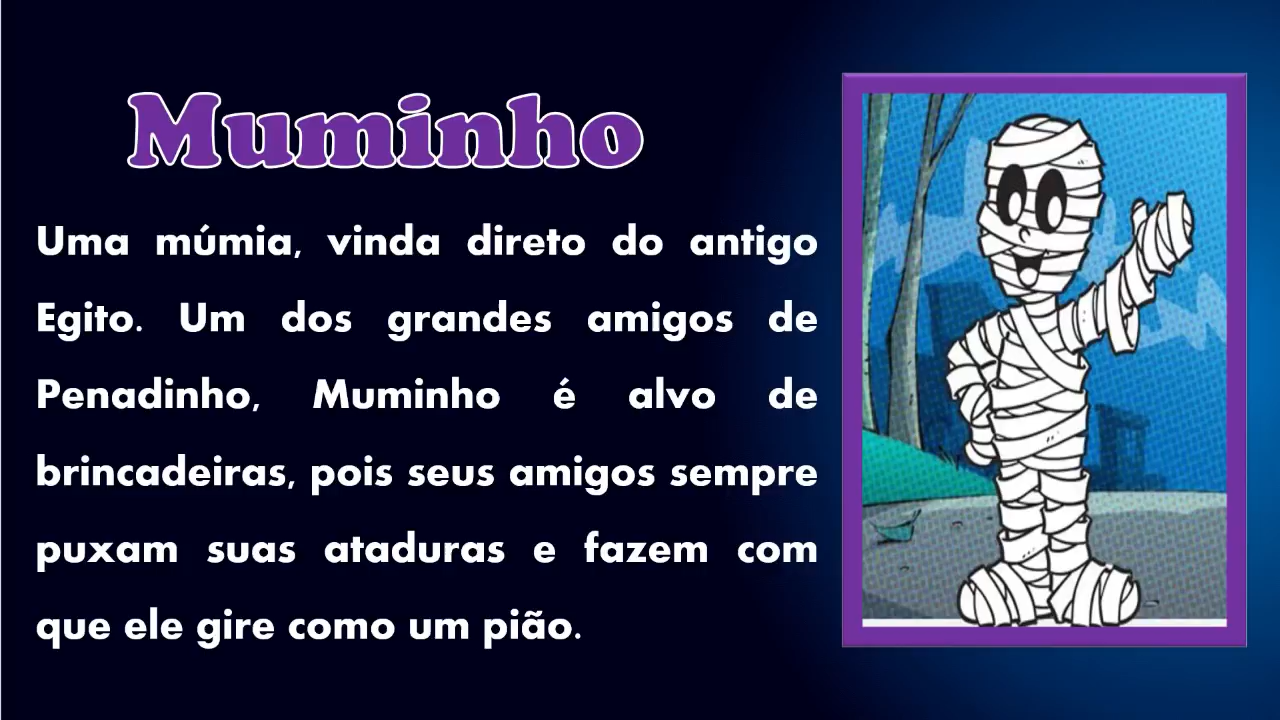 Muminho
Uma múmia, vinda direto do antigo
Egito. Um dos grandes amigos de
Penadinho, Muminho é alvo de
brincadeiras, pois seus amigos sempre
puxam suas ataduras e fazem com
que ele gire como um pião.